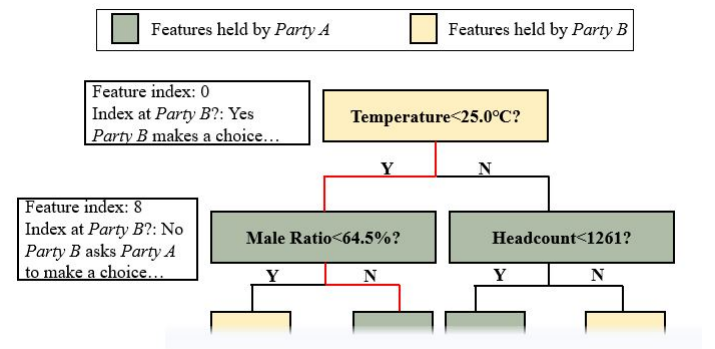 Features held by Party A
Features held by Party B
Feature index: 0
Index at Party B?: Yes
Party B makes a choice…
Temperature<25.0℃?
Y
N
Feature index: 8
Index at Party B?: No
Party B asks Party A
to make a choice…
Male Ratio<64.5%?
Headcount<1261?
Y
N
Y
N